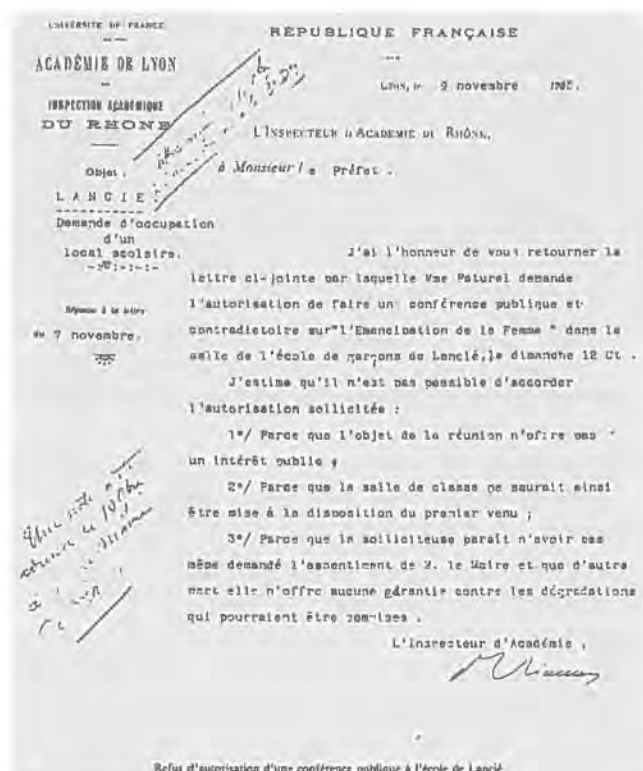 UNIVERSITÉ DE FRANCE
ACADÉMIE DE LYON
INSPECTION ACADÉMIQUE
DU RHONE
Objet :
LANCIE
Demande d'occupation
d'un
local scolaire.
Réponse à la lettre
du 7 novembre.
RÉPUBLIQUE FRANÇAISE
LYON, le 9 novembre
L'INSPECTEUR D'ACADÉMIE DU RHÔNE,
à Monsieur le Préfet.
J'ai l'honneur de vous retourner la
lettre ci-jointe par laquelle Mme Paturel demande
l'autorisation de faire une conférence publique et
contradictoire sur "l'Emancipation de la Femme" dans la
salle de l'école de garçons de Lancié, le dimanche 12 Ct.
J'estime qu'il n'est pas possible d'accorder
l'autorisation sollicitée :
1°/ Parce que l'objet de la réunion n'offre pas
un intérêt public ;
2°/ Parce que la salle de classe ne saurait ainsi
être mise à la disposition du premier venu ;
3°/ Parce que la solliciteuse paraît n'avoir pas
même demandé l'assentiment de M. le Maire et que d'autre
part elle n'offre aucune garantie contre les dégradations
qui pourraient être commises.
L'Inspecteur d'Académie,
Refus d'autorisation d'une conférence publique à l'école de Lancié